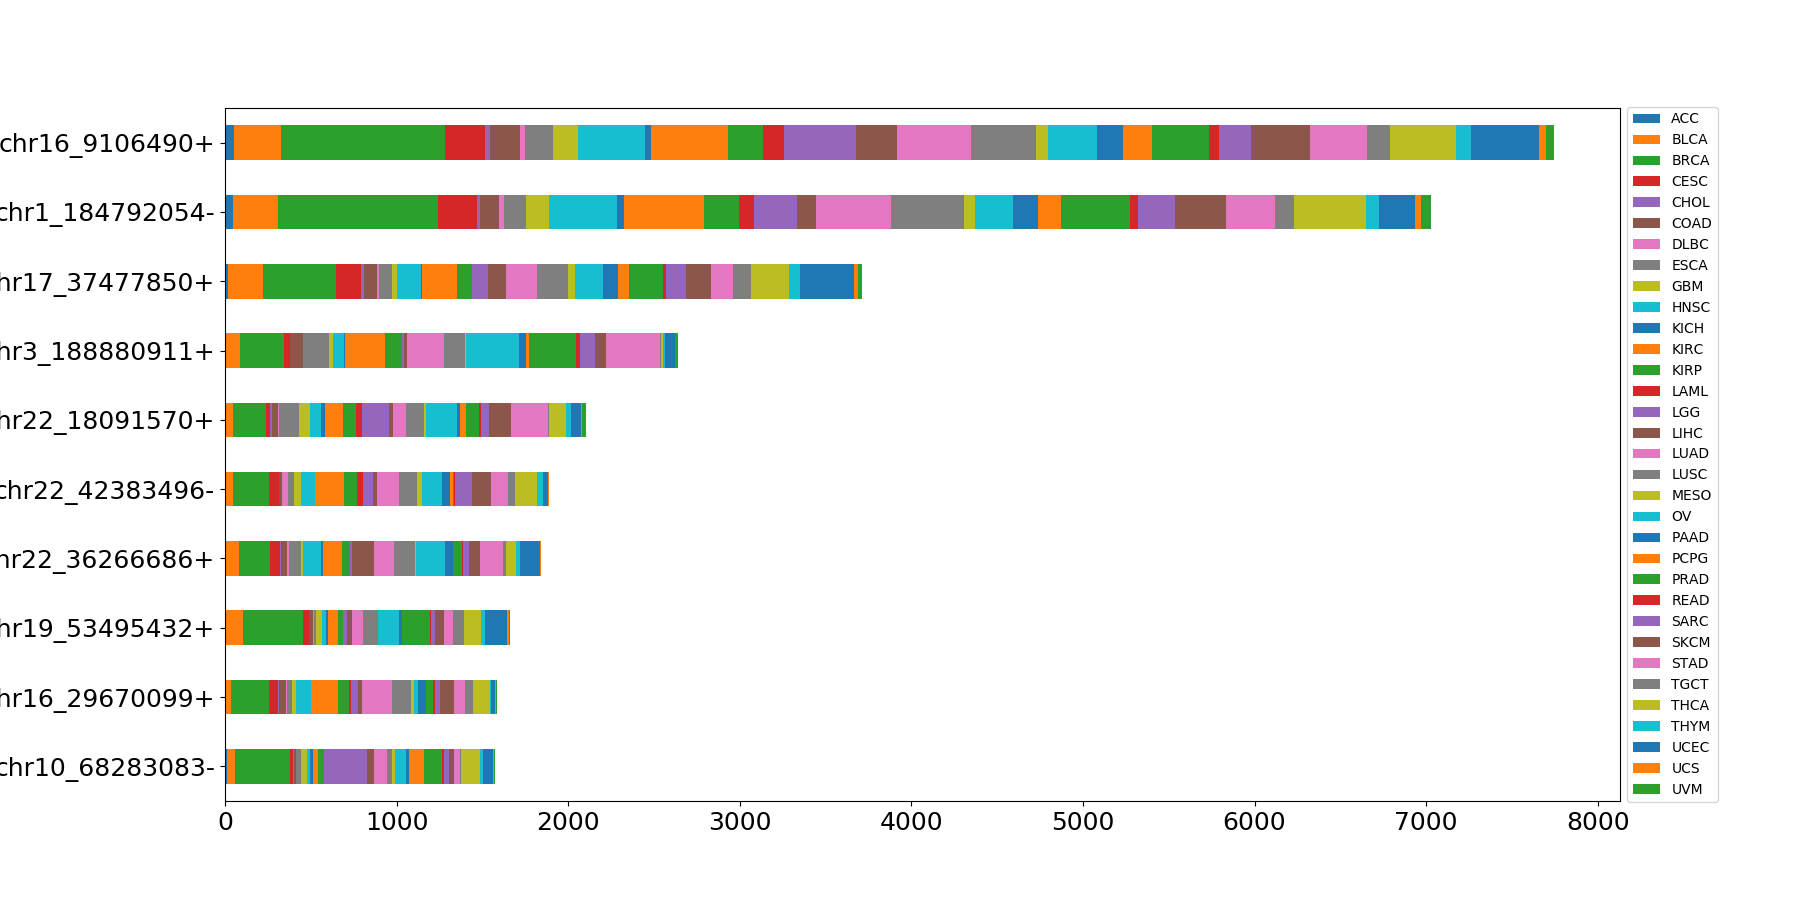 chr16_9106490+
chr1_184792054-
hr17_37477850+
hr3_188880911+
hr22_18091570+
chr22_42383496-
hr22_36266686+
hr19_53495432+
hr16_29670099+
chr10_68283083-
0 1000 2000 3000 4000 5000 6000 7000 8000
ACC
BLCA
BRCA
CESC
CHOL
COAD
DLBC
ESCA
GBM
HNSC
KICH
KIRC
KIRP
LAML
LGG
LIHC
LUAD
LUSC
MESO
OV
PAAD
PCPG
PRAD
READ
SARC
SKCM
STAD
TGCT
THCA
THYM
UCEC
UCS
UVM